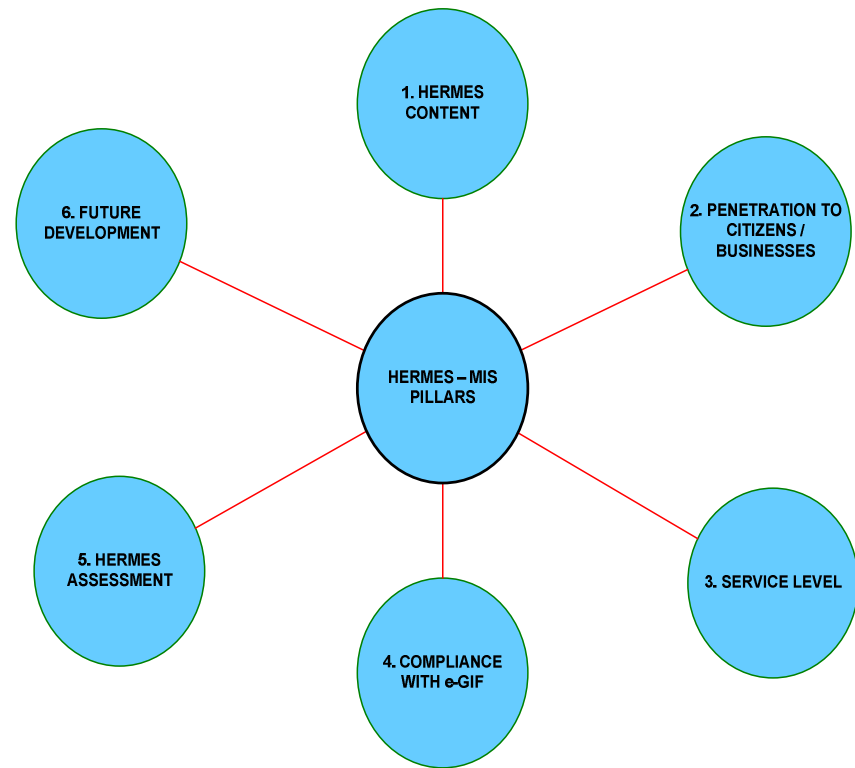 1. HERMES
CONTENT
2. PENETRATION TO
CITIZENS /
BUSINESSES
3. SERVICE LEVEL
4. COMPLIANCE
WITH e-GIF
5. HERMES
ASSESSMENT
6. FUTURE
DEVELOPMENT
HERMES – MIS
PILLARS